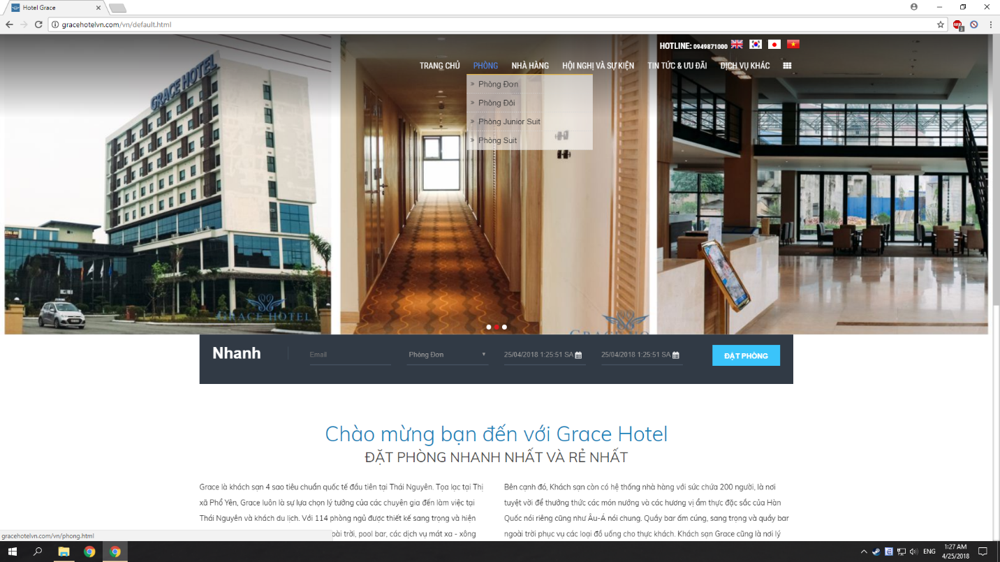 Hotel Grace
gracehotelvn.com/vn/default.html
HOTLINE: 0949871000
TRANG CHỦ PHÒNG NHÀ HÀNG HỘI NGHỊ VÀ SỰ KIỆN TIN TỨC & ƯU ĐÃI DỊCH VỤ KHÁC
» Phòng Đơn
» Phòng Đôi
» Phòng Junior Suit
» Phòng Suit
GRACE HOTEL
GRACE HOTEL
Nhanh Email Phòng Đơn 25/04/2018 1:25:51 SA 25/04/2018 1:25:51 SA ĐẶT PHÒNG
Chào mừng bạn đến với Grace Hotel
ĐẶT PHÒNG NHANH NHẤT VÀ RẺ NHẤT
Grace là khách sạn 4 sao tiêu chuẩn quốc tế đầu tiên tại Thái Nguyên. Tọa lạc tại Thị
xã Phổ Yên, Grace luôn là sự lựa chọn lý tưởng của các chuyên gia đến làm việc tại
Thái Nguyên và khách du lịch. Với 114 phòng ngủ được thiết kế sang trọng và hiện
trời, pool bar, các dịch vụ mát xa - xông
Bên cạnh đó, Khách sạn còn có hệ thống nhà hàng với sức chứa 200 người, là nơi
tuyệt vời để thưởng thức các món nướng và các hương vị ẩm thực đặc sắc của Hàn
Quốc nói riêng cũng như Âu-Á nói chung. Quầy bar ấm cúng, sang trọng và quầy bar
ngoài trời phục vụ các loại đồ uống cho thực khách. Khách sạn Grace cũng là nơi lý
gracehotelvn.com/vn/phong.html
ENG
1:27 AM
4/25/2018